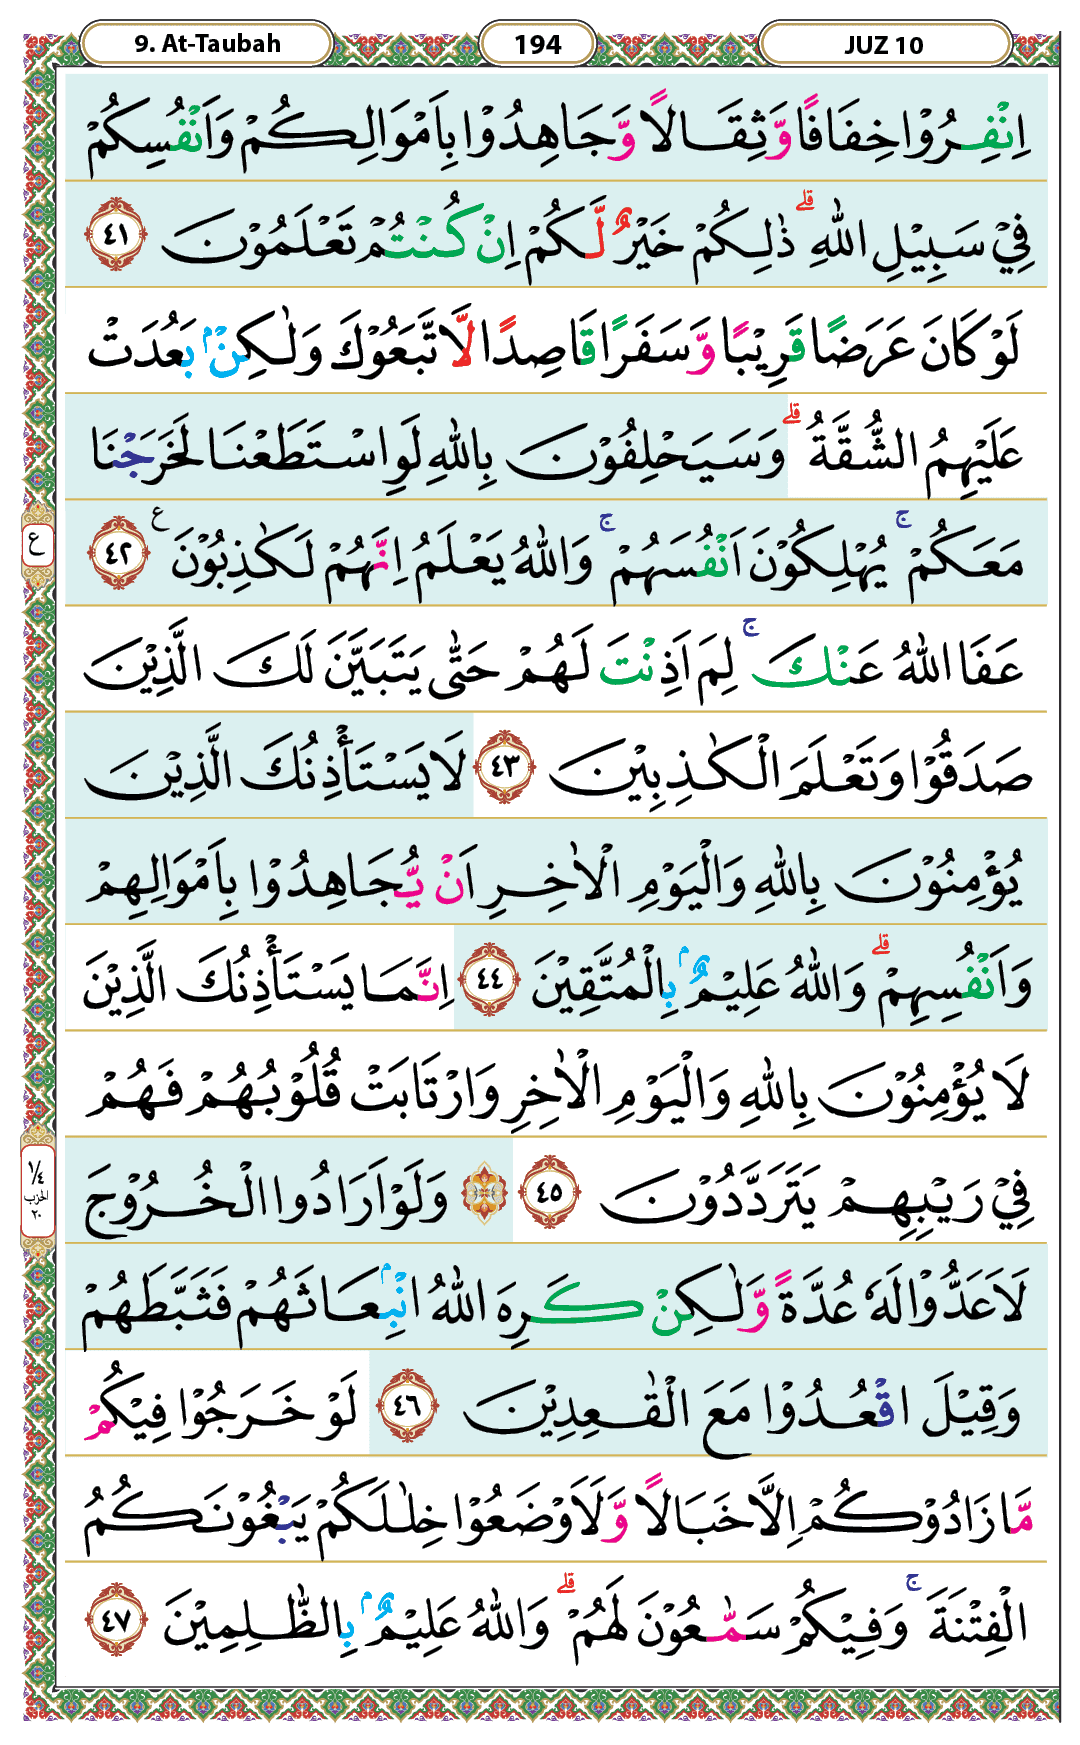 9. At-Taubah 194 JUZ 10
اِنْفِرُوْا خِفَافًا وَّثِقَالًا وَّجَاهِدُوْا بِاَمْوَالِكُمْ وَاَنْفُسِكُمْ
فِيْ سَبِيْلِ اللّٰهِ ۗ ذٰلِكُمْ خَيْرٌ لَّكُمْ اِنْ كُنْتُمْ تَعْلَمُوْنَ ٤١
لَوْ كَانَ عَرَضًا قَرِيْبًا وَّسَفَرًا قَاصِدًا لَّاتَّبَعُوْكَ وَلٰكِنْۢ بَعُدَتْ
عَلَيْهِمُ الشُّقَّةُ ۗ وَسَيَحْلِفُوْنَ بِاللّٰهِ لَوِ اسْتَطَعْنَا لَخَرَجْنَا
مَعَكُمْ ۚ يُهْلِكُوْنَ اَنْفُسَهُمْ ۚ وَاللّٰهُ يَعْلَمُ اِنَّهُمْ لَكٰذِبُوْنَ ع ٤٢
ع
عَفَا اللّٰهُ عَنْكَ ۚ لِمَ اَذِنْتَ لَهُمْ حَتّٰى يَتَبَيَّنَ لَكَ الَّذِيْنَ
صَدَقُوْا وَتَعْلَمَ الْكٰذِبِيْنَ ٤٣ لَا يَسْتَأْذِنُكَ الَّذِيْنَ
يُؤْمِنُوْنَ بِاللّٰهِ وَالْيَوْمِ الْاٰخِرِ اَنْ يُّجَاهِدُوْا بِاَمْوَالِهِمْ
وَاَنْفُسِهِمْ ۗ وَاللّٰهُ عَلِيْمٌۢ بِالْمُتَّقِيْنَ ٤٤ اِنَّمَا يَسْتَأْذِنُكَ الَّذِيْنَ
لَا يُؤْمِنُوْنَ بِاللّٰهِ وَالْيَوْمِ الْاٰخِرِ وَارْتَابَتْ قُلُوْبُهُمْ فَهُمْ
فِيْ رَيْبِهِمْ يَتَرَدَّدُوْنَ ٤٥ ۞ وَلَوْ اَرَادُوا الْخُرُوْجَ
١/٤
الحزب
٢٠
لَاَعَدُّوْا لَهٗ عُدَّةً وَّلٰكِنْ كَرِهَ اللّٰهُ انْۢبِعَاثَهُمْ فَثَبَّطَهُمْ
وَقِيْلَ اقْعُدُوْا مَعَ الْقٰعِدِيْنَ ٤٦ لَوْ خَرَجُوْا فِيْكُمْ
مَّا زَادُوْكُمْ اِلَّا خَبَالًا وَّلَاَوْضَعُوْا خِلٰلَكُمْ يَبْغُوْنَكُمُ
الْفِتْنَةَ ۚ وَفِيْكُمْ سَمّٰعُوْنَ لَهُمْ ۗ وَاللّٰهُ عَلِيْمٌۢ بِالظّٰلِمِيْنَ ٤٧